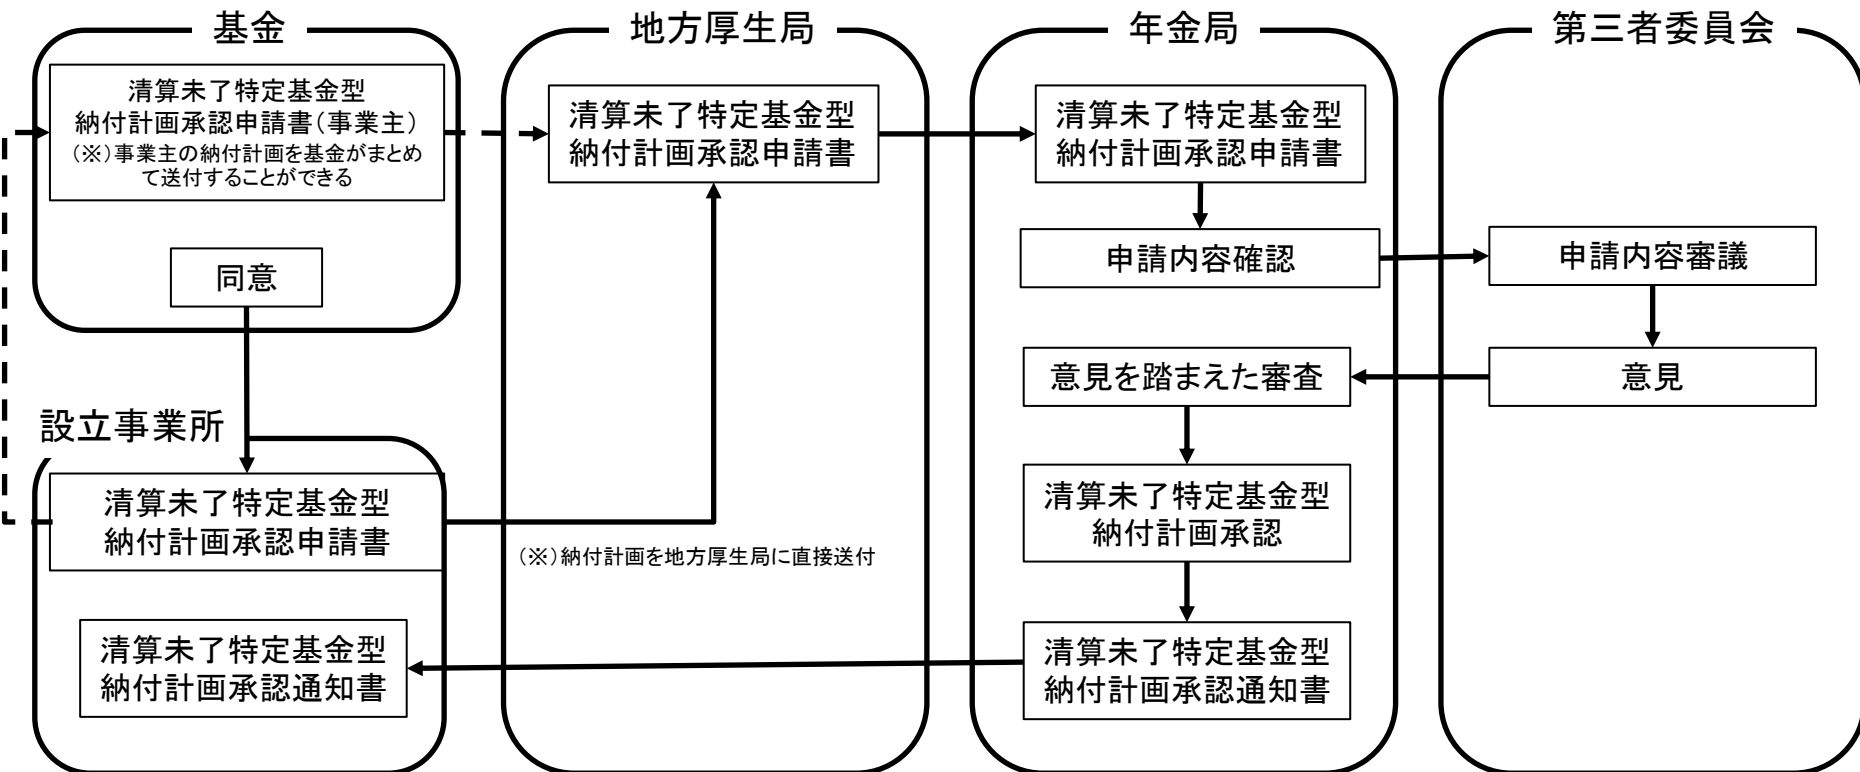 基金
清算未了特定基金型
納付計画承認申請書(事業主)
(※)事業主の納付計画を基金がまとめ
て送付することができる
同意
設立事業所
清算未了特定基金型
納付計画承認申請書
清算未了特定基金型
納付計画承認通知書
地方厚生局
清算未了特定基金型
納付計画承認申請書
(※)納付計画を地方厚生局に直接送付
年金局
清算未了特定基金型
納付計画承認申請書
申請内容確認
意見を踏まえた審査
清算未了特定基金型
納付計画承認
清算未了特定基金型
納付計画承認通知書
第三者委員会
申請内容審議
意見